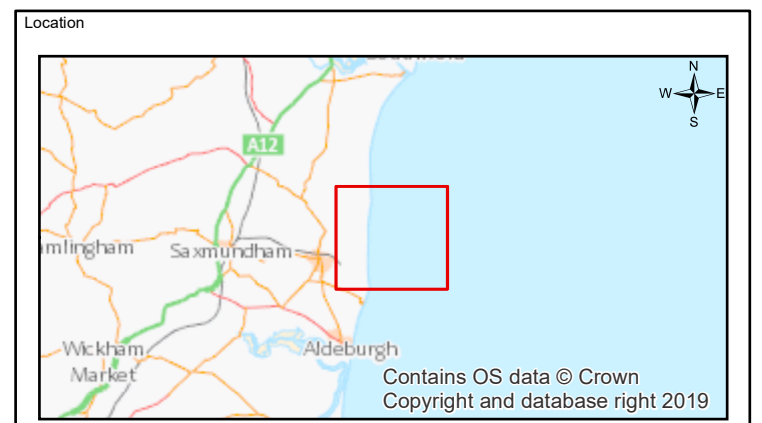 Location
N
W E
S
A12
mlingham
Saxmundham
Wickham
Market
Aldeburgh
Contains OS data © Crown
Copyright and database right 2019